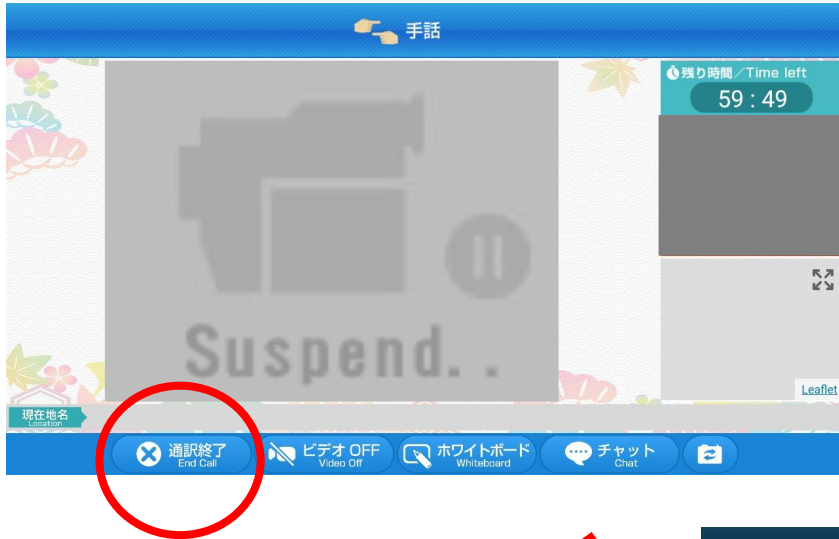 手話
残り時間／Time left
59 : 49
Suspend. .
Leaflet
現在地名
Location
通訳終了
End Call
ビデオ OFF
Video Off
ホワイトボード
Whiteboard
チャット
Chat